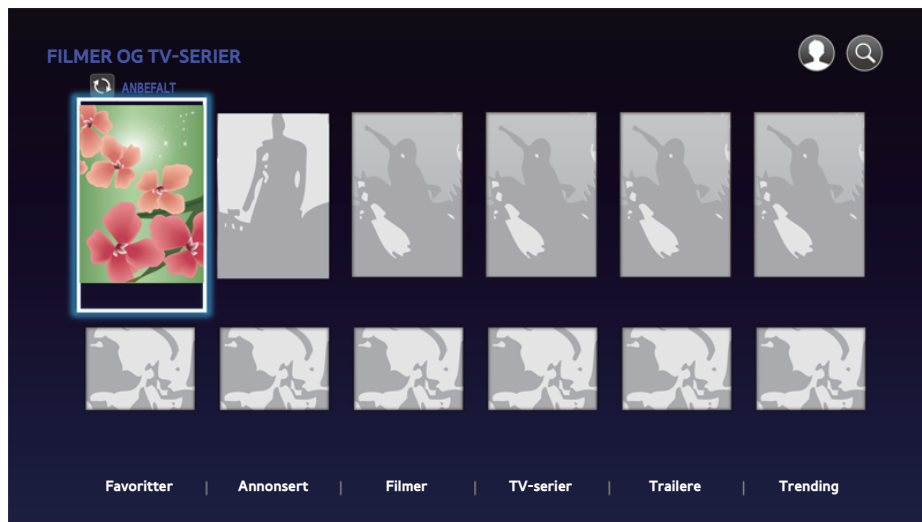 FILMER OG TV-SERIER
ANBEFALT
Favoritter | Annonsert | Filmer | TV-serier | Trailere | Trending